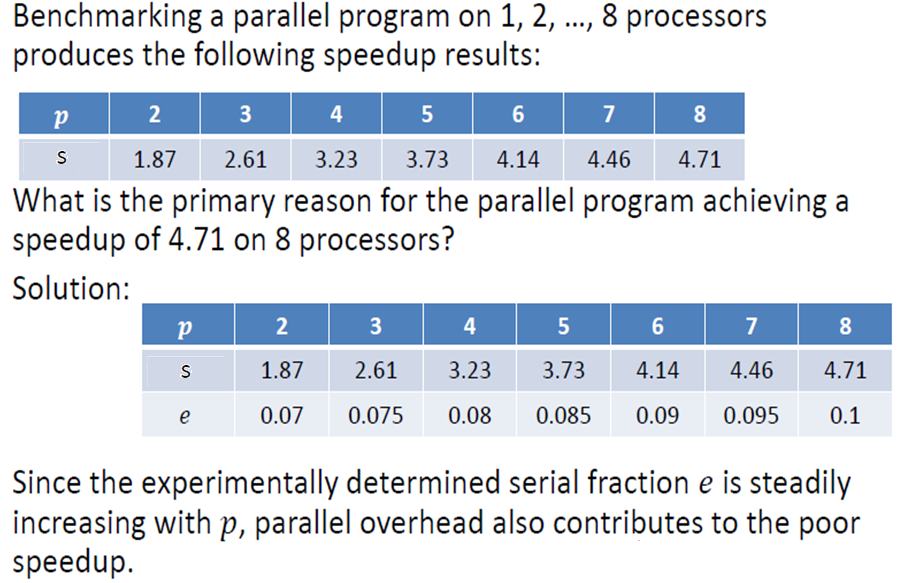 Benchmarking a parallel program on 1, 2, ..., 8 processors
produces the following speedup results:
p 2 3 4 5 6 7 8
S 1.87 2.61 3.23 3.73 4.14 4.46 4.71
What is the primary reason for the parallel program achieving a
speedup of 4.71 on 8 processors?
Solution:
p 2 3 4 5 6 7 8
S 1.87 2.61 3.23 3.73 4.14 4.46 4.71
e 0.07 0.075 0.08 0.085 0.09 0.095 0.1
Since the experimentally determined serial fraction e is steadily
increasing with p, parallel overhead also contributes to the poor
speedup.